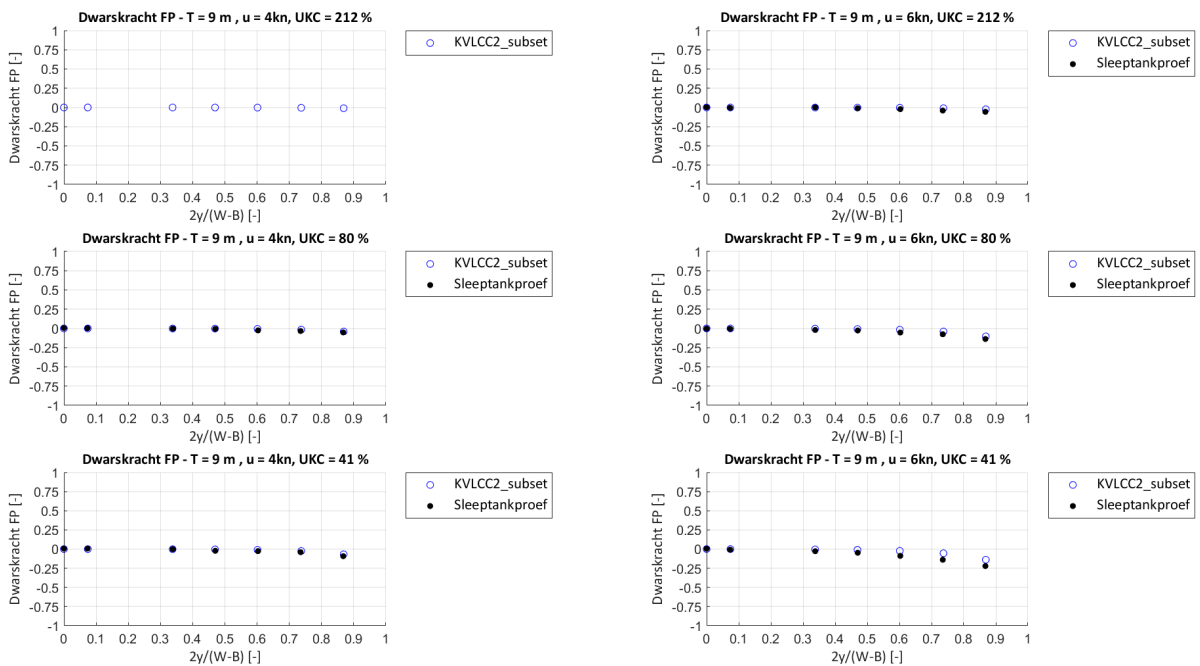 Dwarskracht FP - T = 9 m , u = 4kn, UKC = 212 %
Dwarskracht FP [-]
1
0.75
0.5
0.25
0
-0.25
-0.5
-0.75
-1
0 0.1 0.2 0.3 0.4 0.5 0.6 0.7 0.8 0.9 1
2y/(W-B) [-]
KVLCC2_subset
Dwarskracht FP - T = 9 m , u = 6kn, UKC = 212 %
Dwarskracht FP [-]
1
0.75
0.5
0.25
0
-0.25
-0.5
-0.75
-1
0 0.1 0.2 0.3 0.4 0.5 0.6 0.7 0.8 0.9 1
2y/(W-B) [-]
KVLCC2_subset
Sleeptankproef
Dwarskracht FP - T = 9 m , u = 4kn, UKC = 80 %
Dwarskracht FP [-]
1
0.75
0.5
0.25
0
-0.25
-0.5
-0.75
-1
0 0.1 0.2 0.3 0.4 0.5 0.6 0.7 0.8 0.9 1
2y/(W-B) [-]
KVLCC2_subset
Sleeptankproef
Dwarskracht FP - T = 9 m , u = 6kn, UKC = 80 %
Dwarskracht FP [-]
1
0.75
0.5
0.25
0
-0.25
-0.5
-0.75
-1
0 0.1 0.2 0.3 0.4 0.5 0.6 0.7 0.8 0.9 1
2y/(W-B) [-]
KVLCC2_subset
Sleeptankproef
Dwarskracht FP - T = 9 m , u = 4kn, UKC = 41 %
Dwarskracht FP [-]
1
0.75
0.5
0.25
0
-0.25
-0.5
-0.75
-1
0 0.1 0.2 0.3 0.4 0.5 0.6 0.7 0.8 0.9 1
2y/(W-B) [-]
KVLCC2_subset
Sleeptankproef
Dwarskracht FP - T = 9 m , u = 6kn, UKC = 41 %
Dwarskracht FP [-]
1
0.75
0.5
0.25
0
-0.25
-0.5
-0.75
-1
0 0.1 0.2 0.3 0.4 0.5 0.6 0.7 0.8 0.9 1
2y/(W-B) [-]
KVLCC2_subset
Sleeptankproef